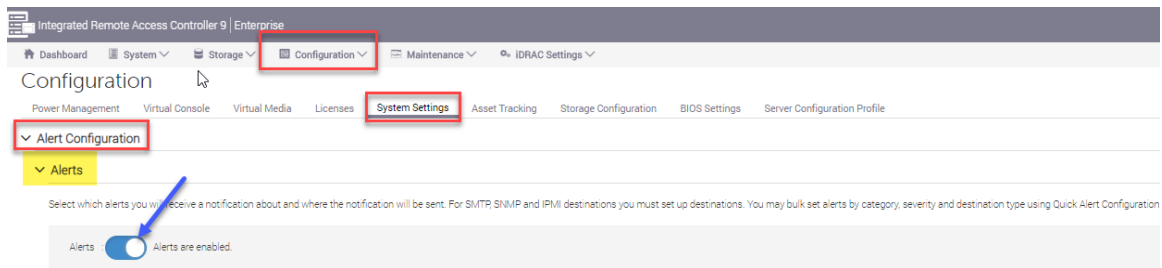 Integrated Remote Access Controller 9 | Enterprise
Dashboard System Storage Configuration Maintenance iDRAC Settings
Configuration
Power Management Virtual Console Virtual Media Licenses System Settings Asset Tracking Storage Configuration BIOS Settings Server Configuration Profile
Alert Configuration
Alerts
Select which alerts you will receive a notification about and where the notification will be sent. For SMTP, SNMP and IPMI destinations you must set up destinations. You may bulk set alerts by category, severity and destination type using Quick Alert Configuration
Alerts : Alerts are enabled.